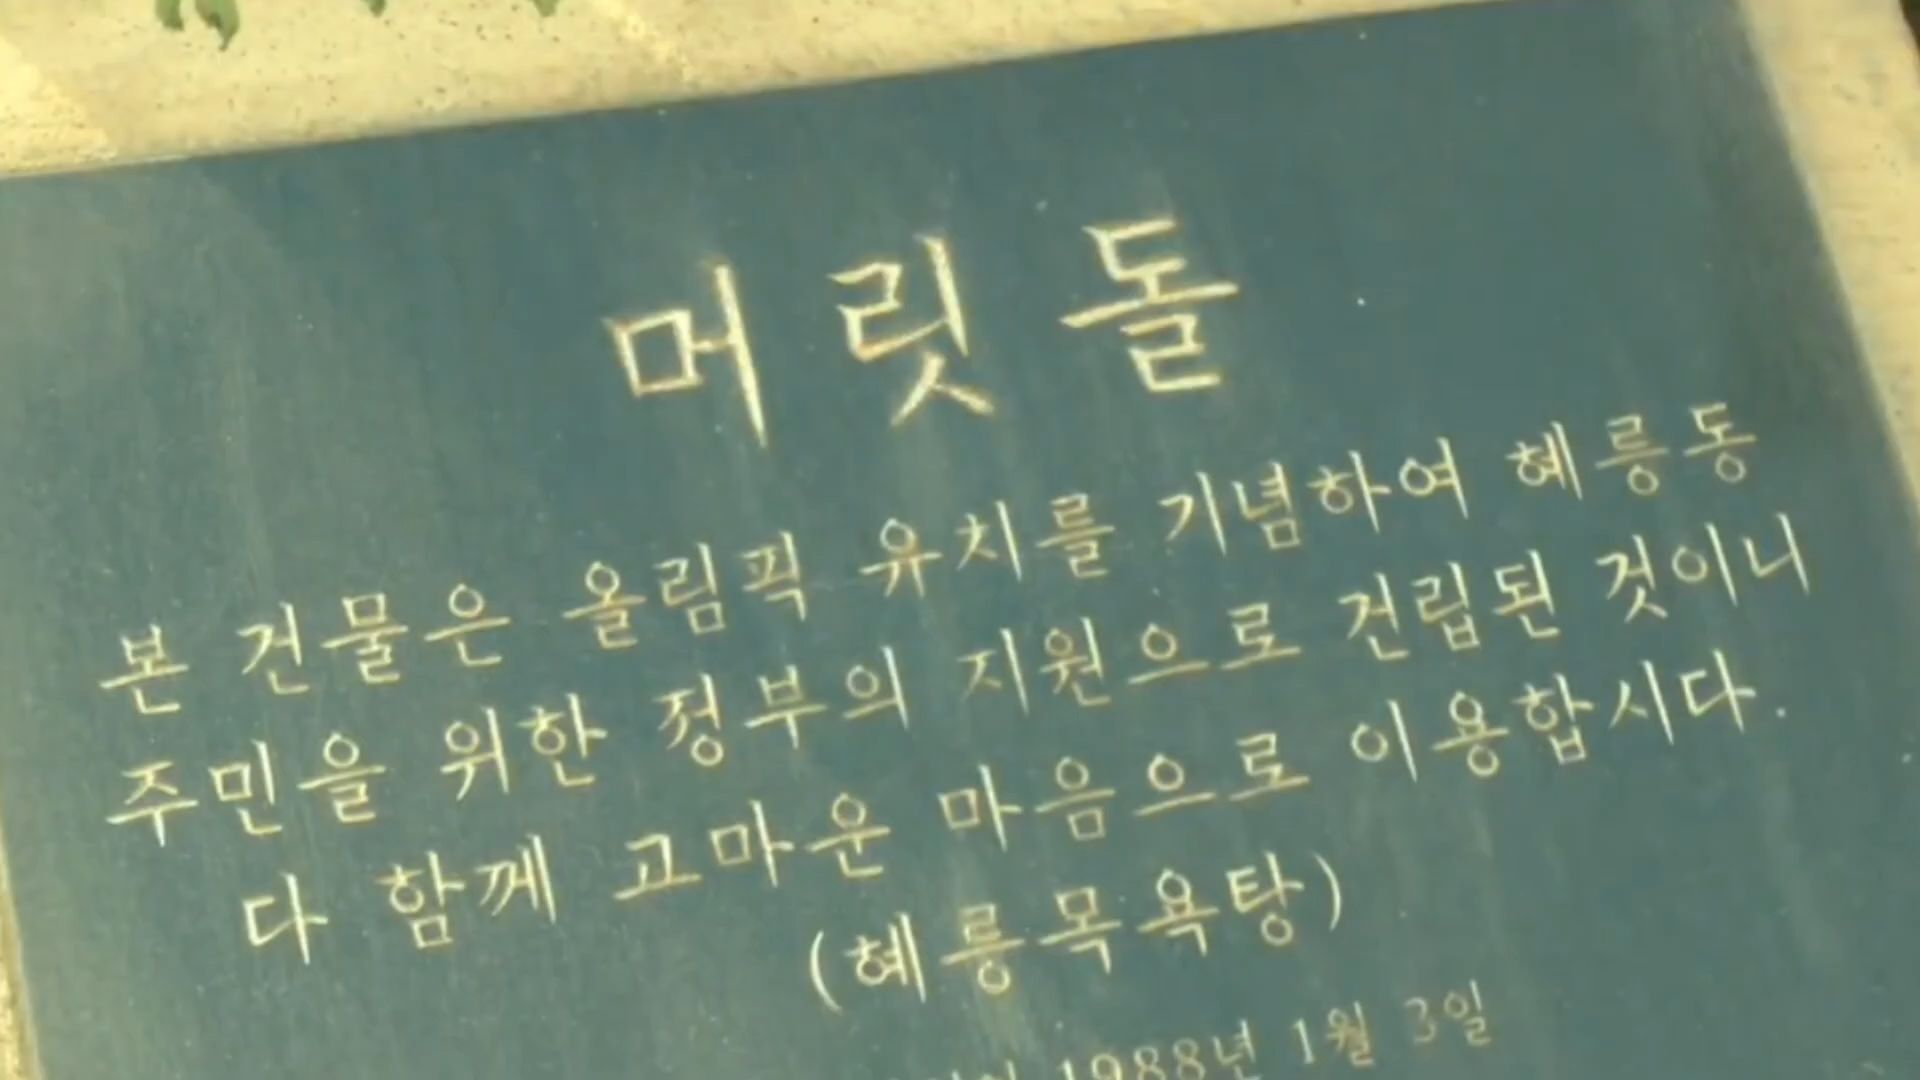 머릿돌
본 건물은 올림픽 유치를 기념하여 혜릉동
주민을 위한 정부의 지원으로 건립된 것이니
다 함께 고마운 마음으로 이용합시다.
(혜릉목욕탕)
1988년 1월 3일